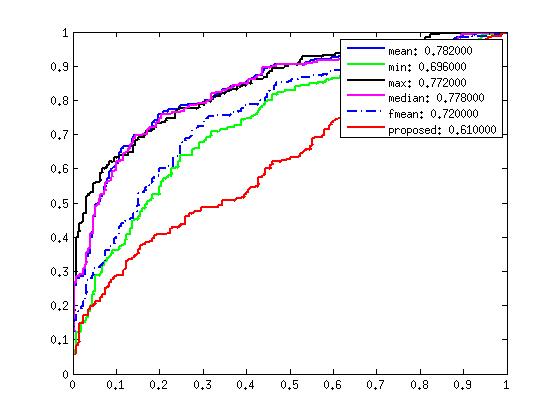 1
0.9
0.8
0.7
0.6
0.5
0.4
0.3
0.2
0.1
0
mean: 0.782000
min: 0.696000
max: 0.772000
median: 0.778000
fmean: 0.720000
proposed: 0.610000
0 0.1 0.2 0.3 0.4 0.5 0.6 0.7 0.8 0.9 1